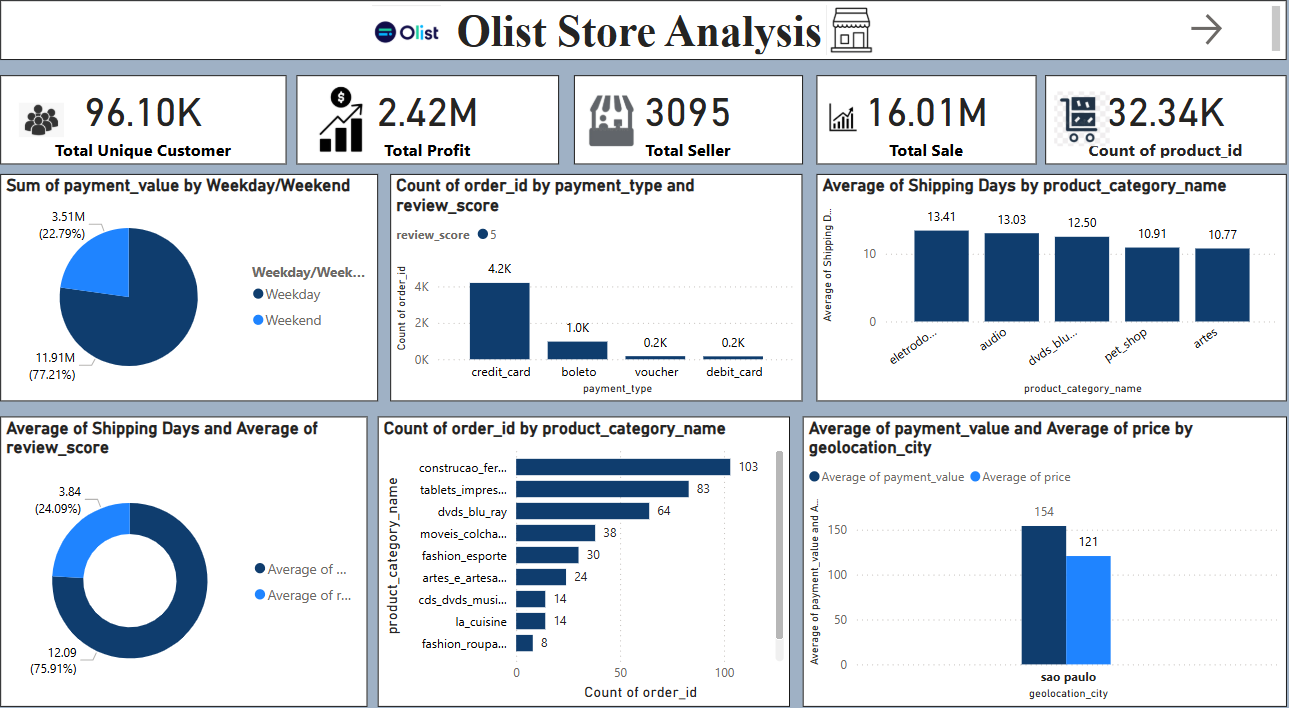 Olist
Olist Store Analysis
96.10K
Total Unique Customer
$
2.42M
Total Profit
3095
Total Seller
16.01M
Total Sale
32.34K
Count of product_id
Sum of payment_value by Weekday/Weekend
3.51M
(22.79%)
11.91M
(77.21%)
Weekday/Week...
Weekday
Weekend
Count of order_id by payment_type and
review_score
review_score 5
Count of order_id
4K
2K
0K
4.2K
1.0K
0.2K
0.2K
credit_card
boleto
voucher
debit_card
payment_type
Average of Shipping Days by product_category_name
Average of Shipping D...
10
0
13.41
13.03
12.50
10.91
10.77
eletrodo...
audio
dvds_blu...
pet_shop
artes
product_category_name
Average of Shipping Days and Average of
review_score
3.84
(24.09%)
12.09
(75.91%)
Average of ...
Average of r...
Count of order_id by product_category_name
product_category_name
construcao_fer... 103
tablets_impres... 83
dvds_blu_ray 64
moveis_colcha... 38
fashion_esporte 30
artes_e_artesa... 24
cds_dvds_musi... 14
la_cuisine 14
fashion_roupa... 8
0 50 100
Count of order_id
Average of payment_value and Average of price by
geolocation_city
Average of payment_value Average of price
Average of payment_value and A...
150
100
50
0
154
121
sao paulo
geolocation_city